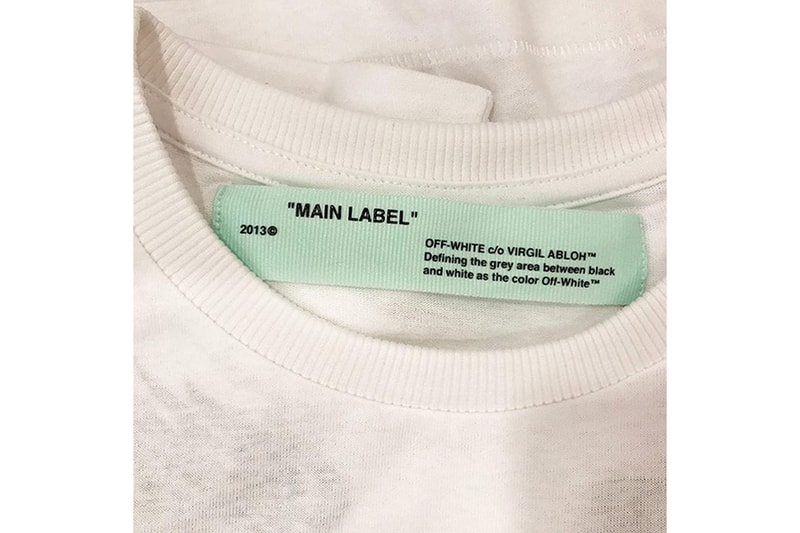 "MAIN LABEL"
2013©
OFF-WHITE c/o VIRGIL ABLOH™
Defining the grey area between black
and white as the color Off-White™